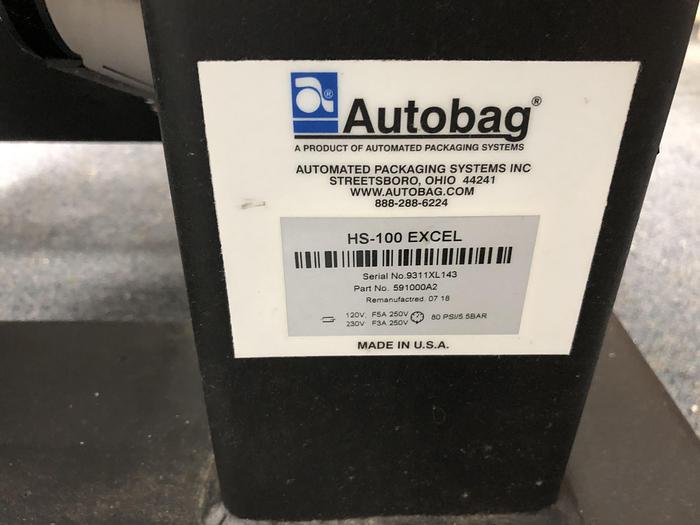 a®
Autobag®
A PRODUCT OF AUTOMATED PACKAGING SYSTEMS
AUTOMATED PACKAGING SYSTEMS INC
STREETSBORO, OHIO 44241
WWW.AUTOBAG.COM
888-288-6224
HS-100 EXCEL
Serial No.9311XL143
Part No. 591000A2
Remanufactred 07 18
120V, F5A 250V 80 PSI/5.5BAR
230V F3A 250V
MADE IN U.S.A.